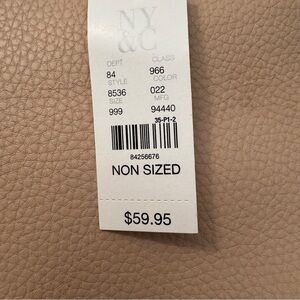 NY
&C
DEPT CLASS
84 966
STYLE COLOR
8536 022
SIZE MFG
999 94440
35-P1-2
84256676
NON SIZED
$59.95